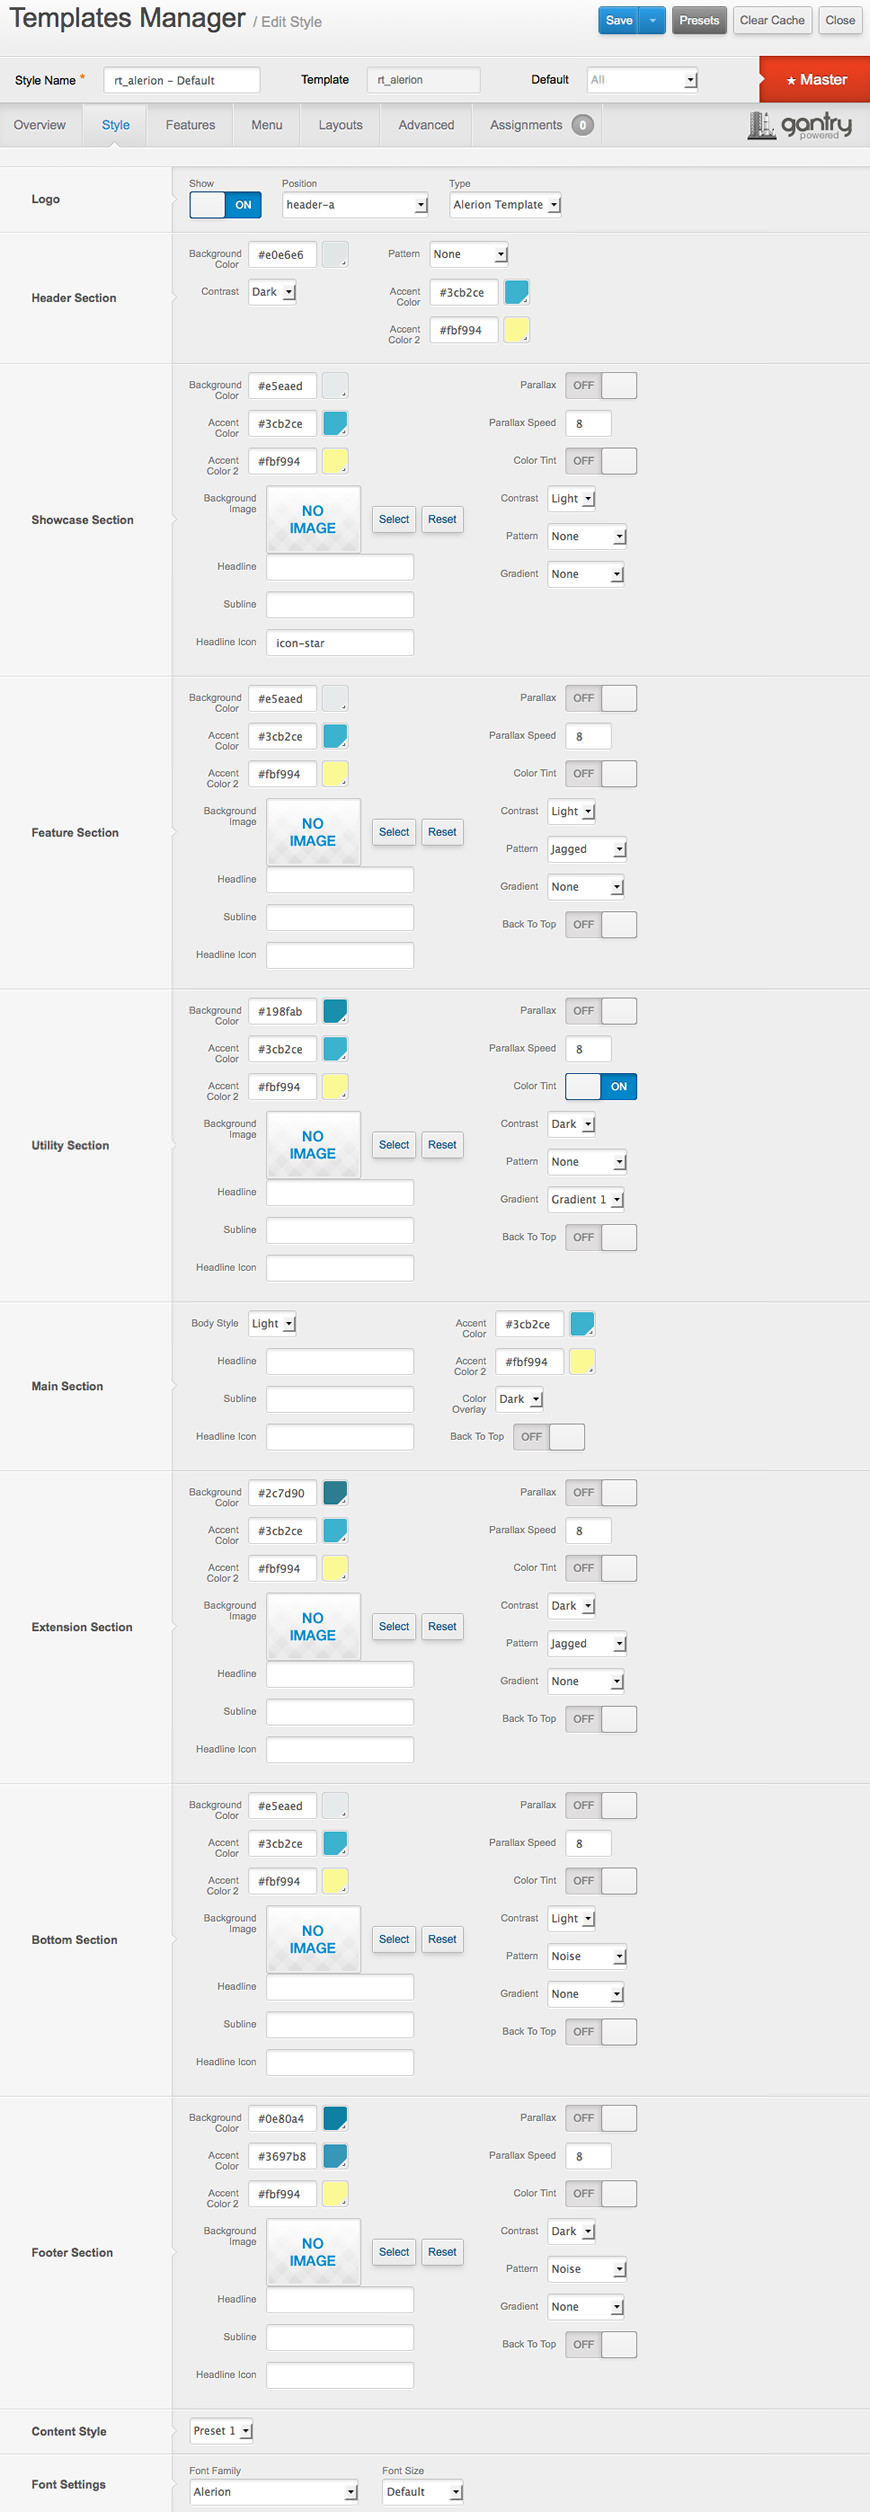 Templates Manager / Edit Style
Save Presets Clear Cache Close
Style Name * rt_alerion - Default Template rt_alerion Default All ★ Master
Overview Style Features Menu Layouts Advanced Assignments 0 gantry powered
Logo
Show Position Type
ON header-a Alerion Template
Header Section
Background Color #e0e6e6 Pattern None
Contrast Dark Accent Color #3cb2ce
Accent Color 2 #fbf994
Showcase Section
Background Color #e5eaed Parallax OFF
Accent Color #3cb2ce Parallax Speed 8
Accent Color 2 #fbf994 Color Tint OFF
Background Image NO IMAGE Select Reset Contrast Light
Pattern None
Headline Gradient None
Subline
Headline Icon icon-star
Feature Section
Background Color #e5eaed Parallax OFF
Accent Color #3cb2ce Parallax Speed 8
Accent Color 2 #fbf994 Color Tint OFF
Background Image NO IMAGE Select Reset Contrast Light
Pattern Jagged
Headline Gradient None
Subline Back To Top OFF
Headline Icon
Utility Section
Background Color #198fab Parallax OFF
Accent Color #3cb2ce Parallax Speed 8
Accent Color 2 #fbf994 Color Tint ON
Background Image NO IMAGE Select Reset Contrast Dark
Pattern None
Headline Gradient Gradient 1
Subline Back To Top OFF
Headline Icon
Main Section
Body Style Light Accent Color #3cb2ce
Headline Accent Color 2 #fbf994
Subline Color Overlay Dark
Headline Icon Back To Top OFF
Extension Section
Background Color #2c7d90 Parallax OFF
Accent Color #3cb2ce Parallax Speed 8
Accent Color 2 #fbf994 Color Tint OFF
Background Image NO IMAGE Select Reset Contrast Dark
Pattern Jagged
Headline Gradient None
Subline Back To Top OFF
Headline Icon
Bottom Section
Background Color #e5eaed Parallax OFF
Accent Color #3cb2ce Parallax Speed 8
Accent Color 2 #fbf994 Color Tint OFF
Background Image NO IMAGE Select Reset Contrast Light
Pattern Noise
Headline Gradient None
Subline Back To Top OFF
Headline Icon
Footer Section
Background Color #0e80a4 Parallax OFF
Accent Color #3697b8 Parallax Speed 8
Accent Color 2 #fbf994 Color Tint OFF
Background Image NO IMAGE Select Reset Contrast Dark
Pattern Noise
Headline Gradient None
Subline Back To Top OFF
Headline Icon
Content Style Preset 1
Font Settings
Font Family Font Size
Alerion Default